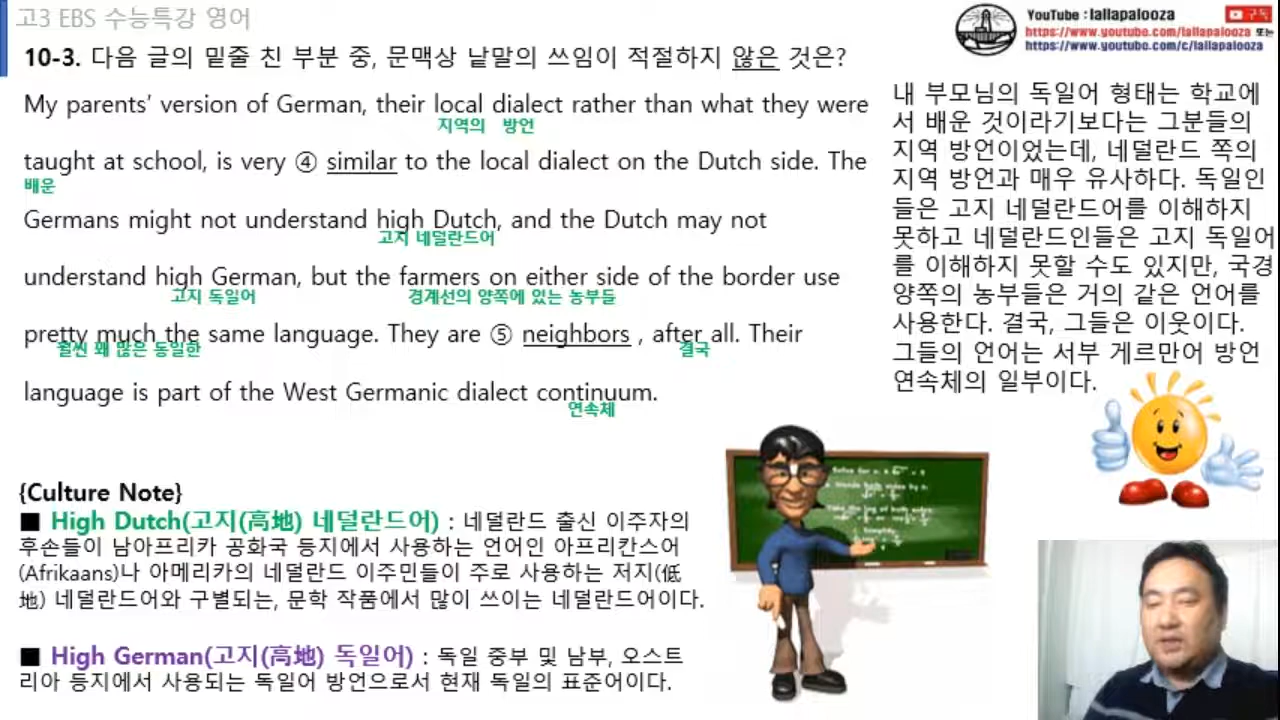 고3 EBS 수능특강 영어
YouTube : lallapalooza
구독
https://www.youtube.com/lallapalooza 또는
https://www.youtube.com/c/lallapalooza
10-3. 다음 글의 밑줄 친 부분 중, 문맥상 낱말의 쓰임이 적절하지 않은 것은?
My parents’ version of German, their local dialect rather than what they were
지역의 방언
taught at school, is very ④ similar to the local dialect on the Dutch side. The
배운
Germans might not understand high Dutch, and the Dutch may not
고지 네덜란드어
understand high German, but the farmers on either side of the border use
고지 독일어 경계선의 양쪽에 있는 농부들
pretty much the same language. They are ⑤ neighbors , after all. Their
훨씬 꽤 많은 동일한 결국
language is part of the West Germanic dialect continuum.
연속체
내 부모님의 독일어 형태는 학교에
서 배운 것이라기보다는 그분들의
지역 방언이었는데, 네덜란드 쪽의
지역 방언과 매우 유사하다. 독일인
들은 고지 네덜란드어를 이해하지
못하고 네덜란드인들은 고지 독일어
를 이해하지 못할 수도 있지만, 국경
양쪽의 농부들은 거의 같은 언어를
사용한다. 결국, 그들은 이웃이다.
그들의 언어는 서부 게르만어 방언
연속체의 일부이다.
{Culture Note}
■ High Dutch(고지(高地) 네덜란드어) : 네덜란드 출신 이주자의
후손들이 남아프리카 공화국 등지에서 사용하는 언어인 아프리칸스어
(Afrikaans)나 아메리카의 네덜란드 이주민들이 주로 사용하는 저지(低
地) 네덜란드어와 구별되는, 문학 작품에서 많이 쓰이는 네덜란드어이다.
■ High German(고지(高地) 독일어) : 독일 중부 및 남부, 오스트
리아 등지에서 사용되는 독일어 방언으로서 현재 독일의 표준어이다.